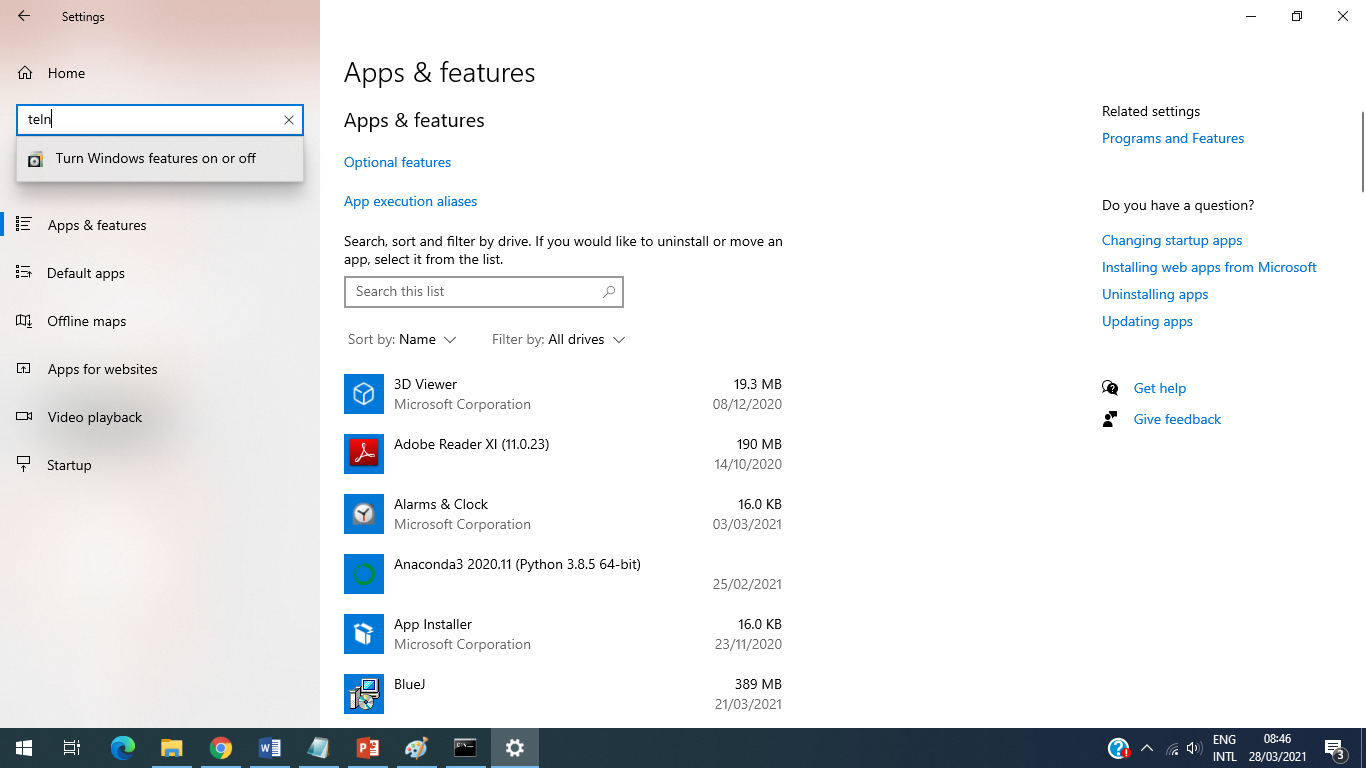 Settings
Home
teln
Turn Windows features on or off
Apps & features
Default apps
Offline maps
Apps for websites
Video playback
Startup
Apps & features
Apps & features
Optional features
App execution aliases
Search, sort and filter by drive. If you would like to uninstall or move an
app, select it from the list.
Search this list
Sort by: Name
Filter by: All drives
3D Viewer
19.3 MB
Microsoft Corporation
08/12/2020
Adobe Reader XI (11.0.23)
190 MB
14/10/2020
Alarms & Clock
16.0 KB
Microsoft Corporation
03/03/2021
Anaconda3 2020.11 (Python 3.8.5 64-bit)
25/02/2021
App Installer
16.0 KB
Microsoft Corporation
23/11/2020
BlueJ
389 MB
21/03/2021
Related settings
Programs and Features
Do you have a question?
Changing startup apps
Installing web apps from Microsoft
Uninstalling apps
Updating apps
Get help
Give feedback
ENG
INTL
08:46
28/03/2021
3